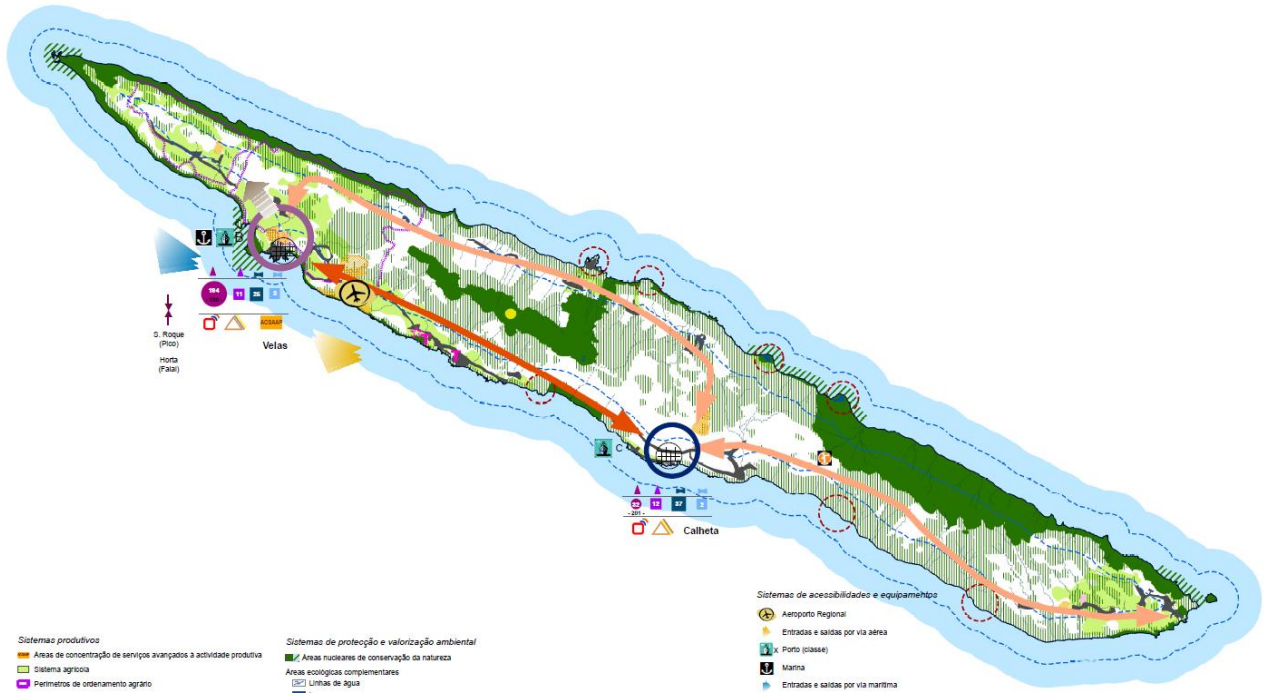 B
194
11
25
ACSAAP
S. Roque
(Pico)
Horta
(Faial)
Velas
C
32
12
37
2
- 201 -
Calheta
Sistemas produtivos
Áreas de concentração de serviços avançados à actividade produtiva
Sistema agrícola
Perímetros de ordenamento agrário
Sistemas de protecção e valorização ambiental
Áreas nucleares de conservação da natureza
Áreas ecológicas complementares
Linhas de água
Sistemas de acessibilidades e equipamentos
Aeroporto Regional
Entradas e saídas por via aérea
X Porto (classe)
Marina
Entradas e saídas por via marítima